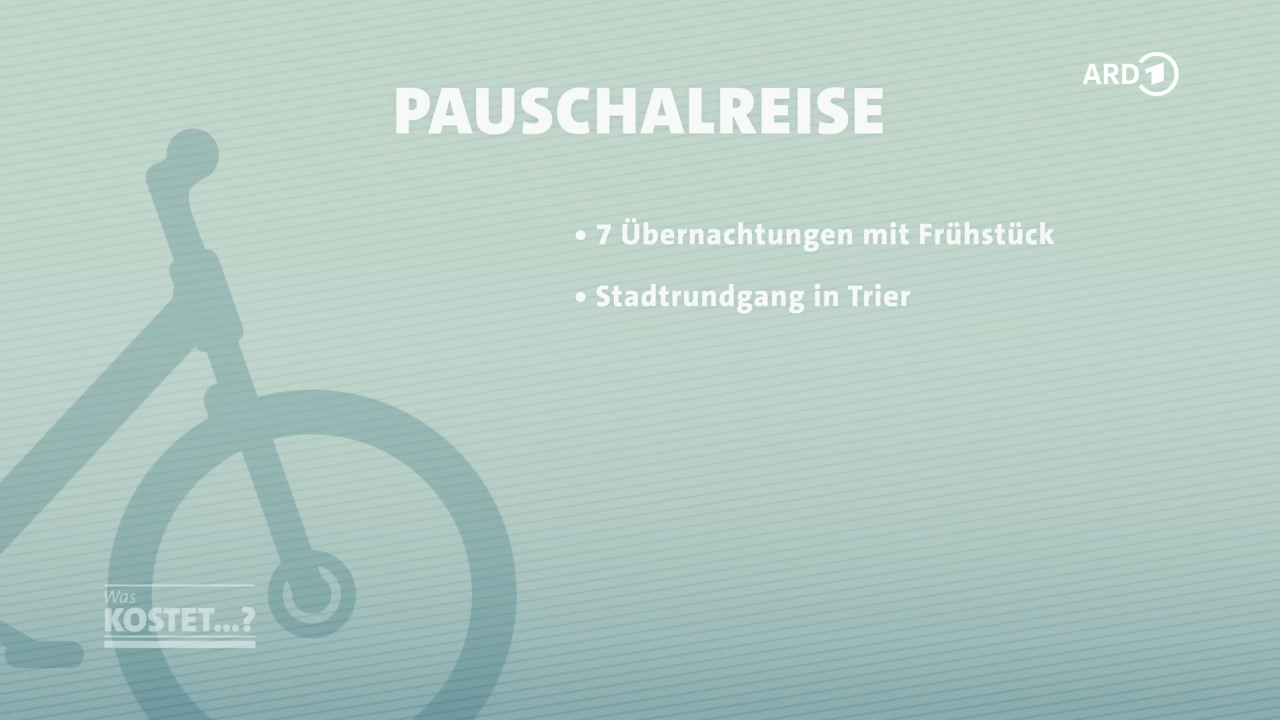 ARD 1
PAUSCHALREISE
• 7 Übernachtungen mit Frühstück
• Stadtrundgang in Trier
Was
KOSTET...?